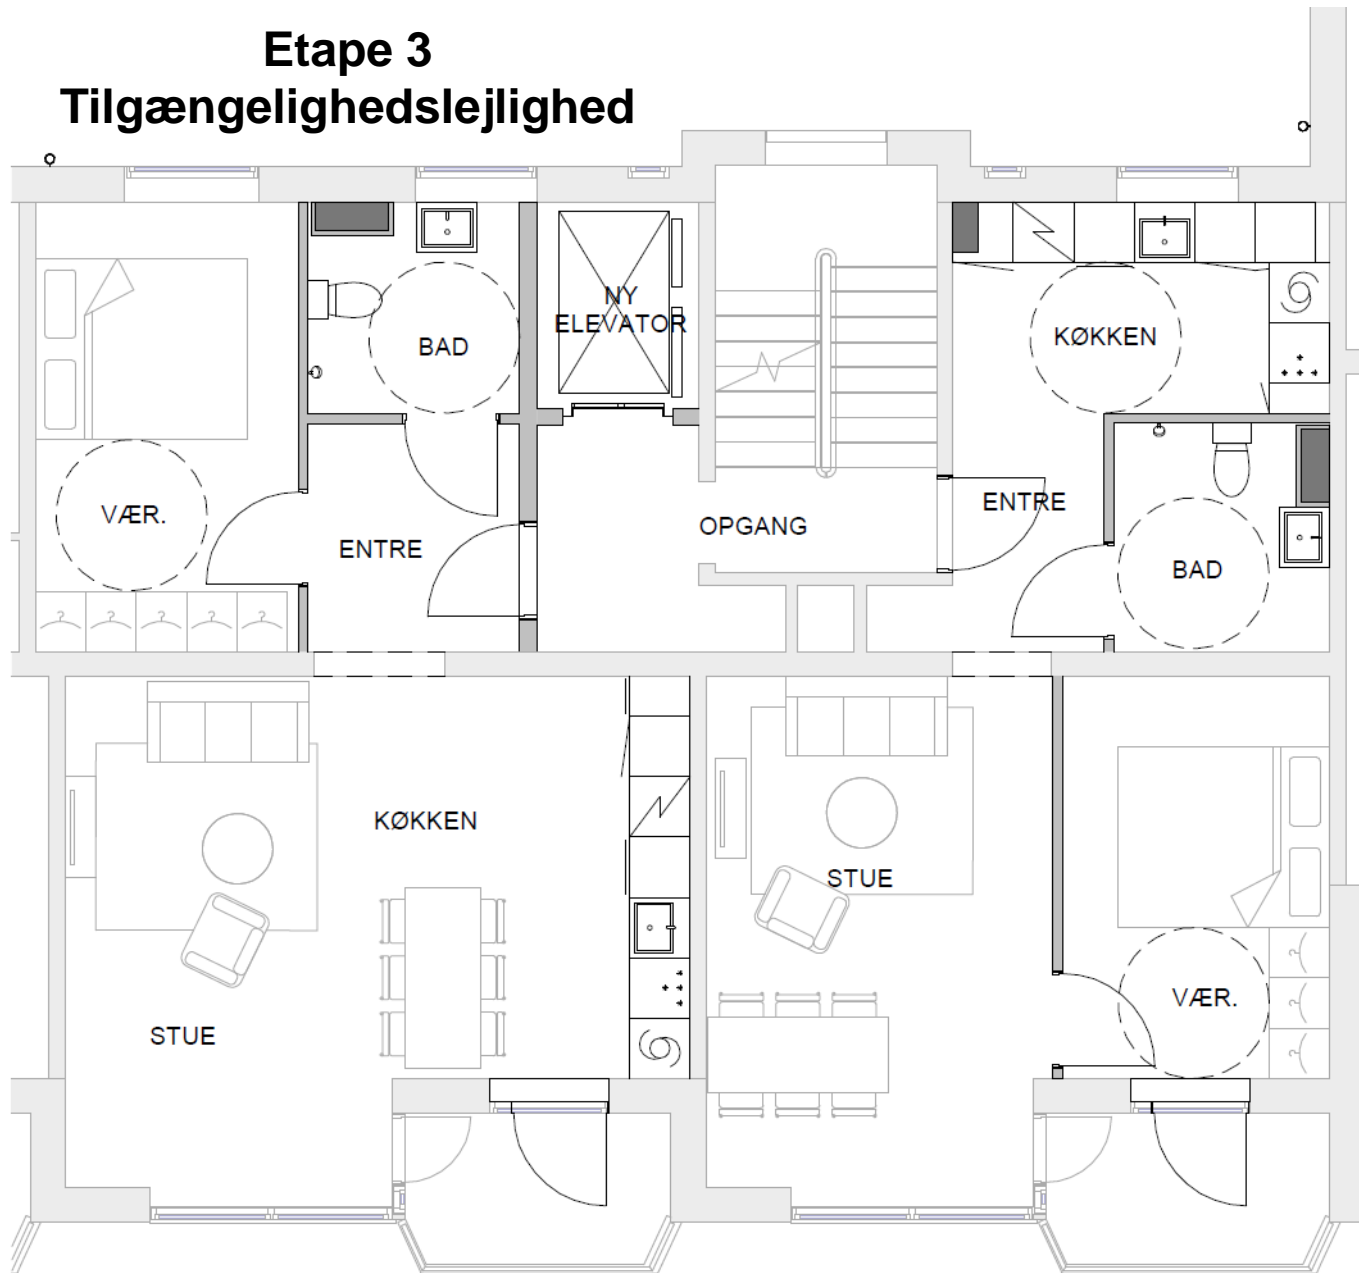 Etape 3
Tilgængelighedslejlighed
NY
ELEVATOR
BAD
KØKKEN
VÆR.
ENTRE
OPGANG
ENTRE
BAD
KØKKEN
STUE
STUE
VÆR.